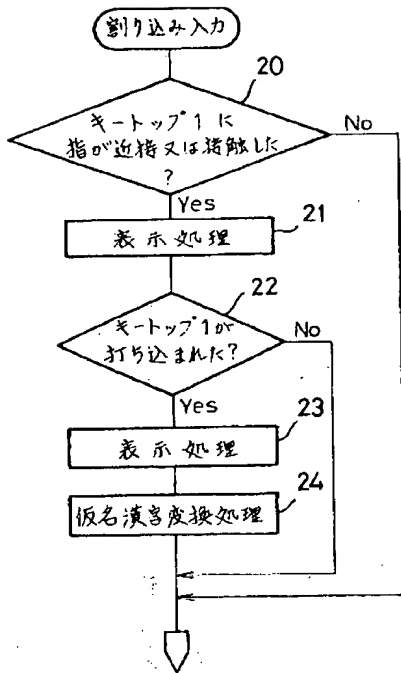 割り込み入力
20
キートップ1に
指が近接又は接触した
?
No
Yes
21
表示処理
22
キートップ1が
打ち込まれた?
No
Yes
23
表示処理
24
仮名漢字変換処理